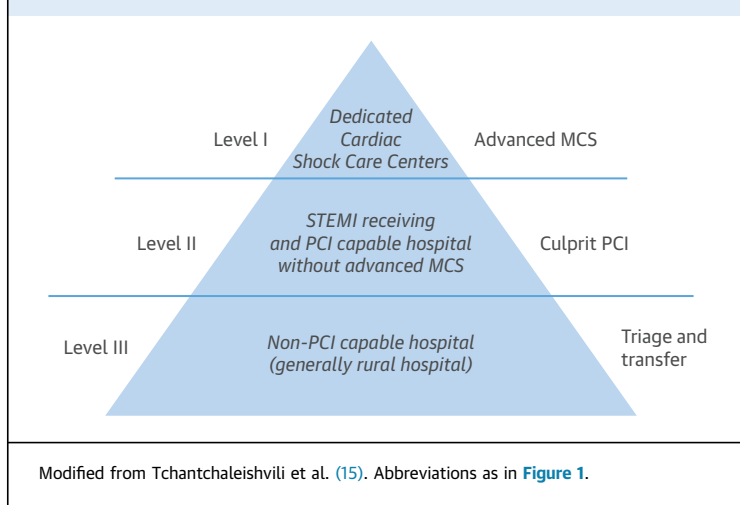 Level I
Dedicated
Cardiac
Shock Care Centers
Advanced MCS
Level II
STEMI receiving
and PCI capable hospital
without advanced MCS
Culprit PCI
Level III
Non-PCI capable hospital
(generally rural hospital)
Triage and
transfer
Modified from Tchantchaleishvili et al. (15). Abbreviations as in Figure 1.